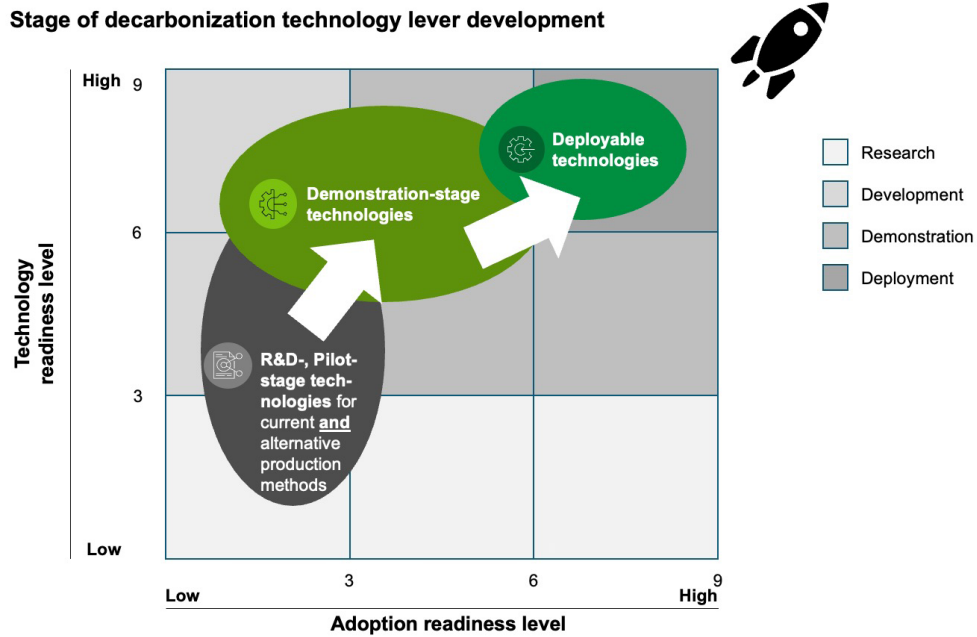 Stage of decarbonization technology lever development
High
9
6
3
Low
Technology
readiness level
Deployable
technologies
Demonstration-stage
technologies
R&D-, Pilot-
stage tech-
nologies for
current and
alternative
production
methods
3
6
9
Low
High
Adoption readiness level
Research
Development
Demonstration
Deployment